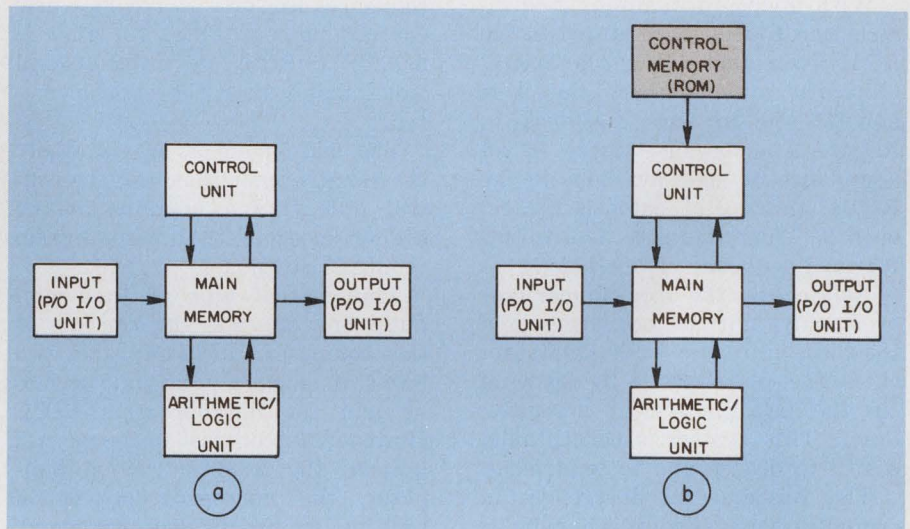 CONTROL
UNIT
INPUT
(P/O I/O
UNIT)
MAIN
MEMORY
OUTPUT
(P/O I/O
UNIT)
ARITHMETIC/
LOGIC
UNIT
a
CONTROL
MEMORY
(ROM)
CONTROL
UNIT
INPUT
(P/O I/O
UNIT)
MAIN
MEMORY
OUTPUT
(P/O I/O
UNIT)
ARITHMETIC/
LOGIC
UNIT
b